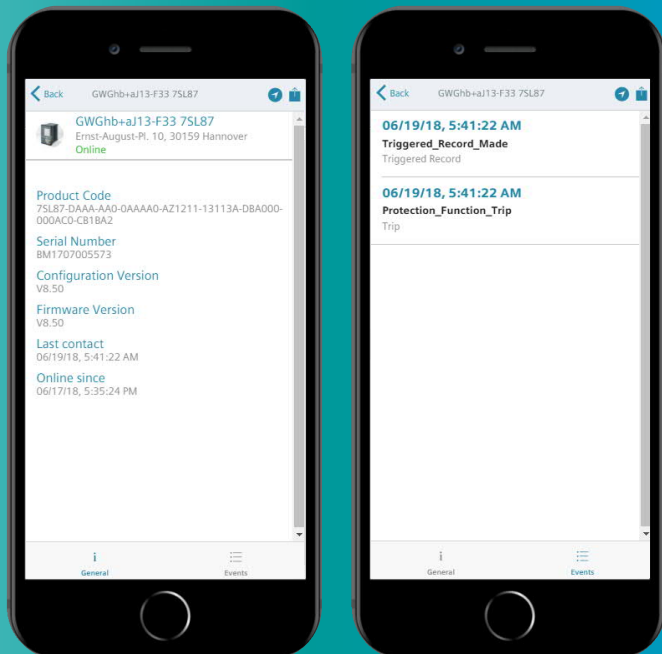 Back GWGhb+aJ13-F33 7SL87
GWGhb+aJ13-F33 7SL87
Ernst-August-Pl. 10, 30159 Hannover
Online
Product Code
7SL87-DAAA-AA0-0AAAA0-AZ1211-13113A-DBA000-
000AC0-CB1BA2
Serial Number
BM1707005573
Configuration Version
V8.50
Firmware Version
V8.50
Last contact
06/19/18, 5:41:22 AM
Online since
06/17/18, 5:35:24 PM
General Events
Back GWGhb+aJ13-F33 7SL87
06/19/18, 5:41:22 AM
Triggered_Record_Made
Triggered Record
06/19/18, 5:41:22 AM
Protection_Function_Trip
Trip
General Events